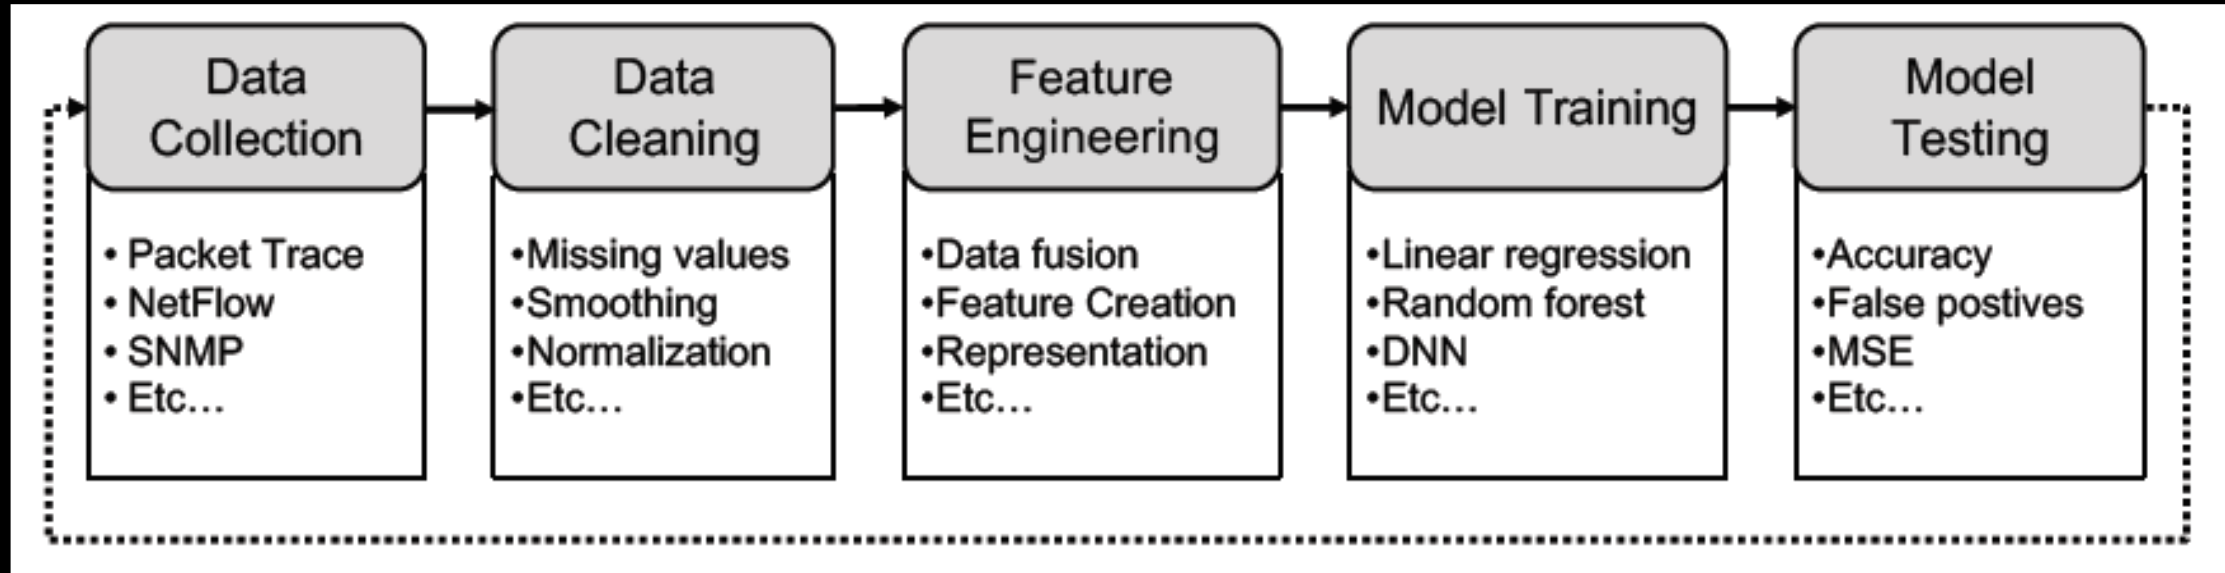 Data
Collection
• Packet Trace
• NetFlow
• SNMP
• Etc...
Data
Cleaning
•Missing values
•Smoothing
•Normalization
•Etc...
Feature
Engineering
•Data fusion
•Feature Creation
•Representation
•Etc...
Model Training
•Linear regression
•Random forest
•DNN
•Etc...
Model
Testing
•Accuracy
•False postives
•MSE
•Etc...